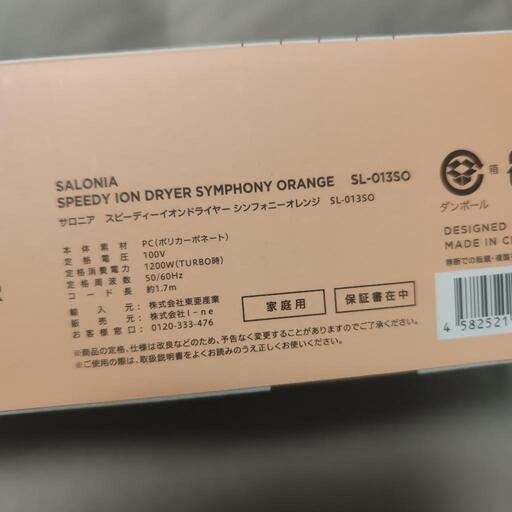 SALONIA
SPEEDY ION DRYER SYMPHONY ORANGE SL-013SO
サロニア スピーディーイオンドライヤー シンフォニーオレンジ SL-013SO
本体素材 PC(ポリカーボネート)
定格電圧 100V
定格消費電力 1200W(TURBO時)
定格周波数 50/60Hz
コード長 約1.7m
輸入元: 株式会社東亜産業
販売元: 株式会社I-ne
お客様窓口: 0120-333-476
家庭用
保証書在中
※商品の定格、仕様は改良などのため、予告なく変更することがありますのでご了承ください。
※ご使用の際は、取扱説明書をよくお読みのうえ正しくお使いください。
箱
ダンボール
DESIGNED
MADE IN C
無断での転載・複製
4 582521